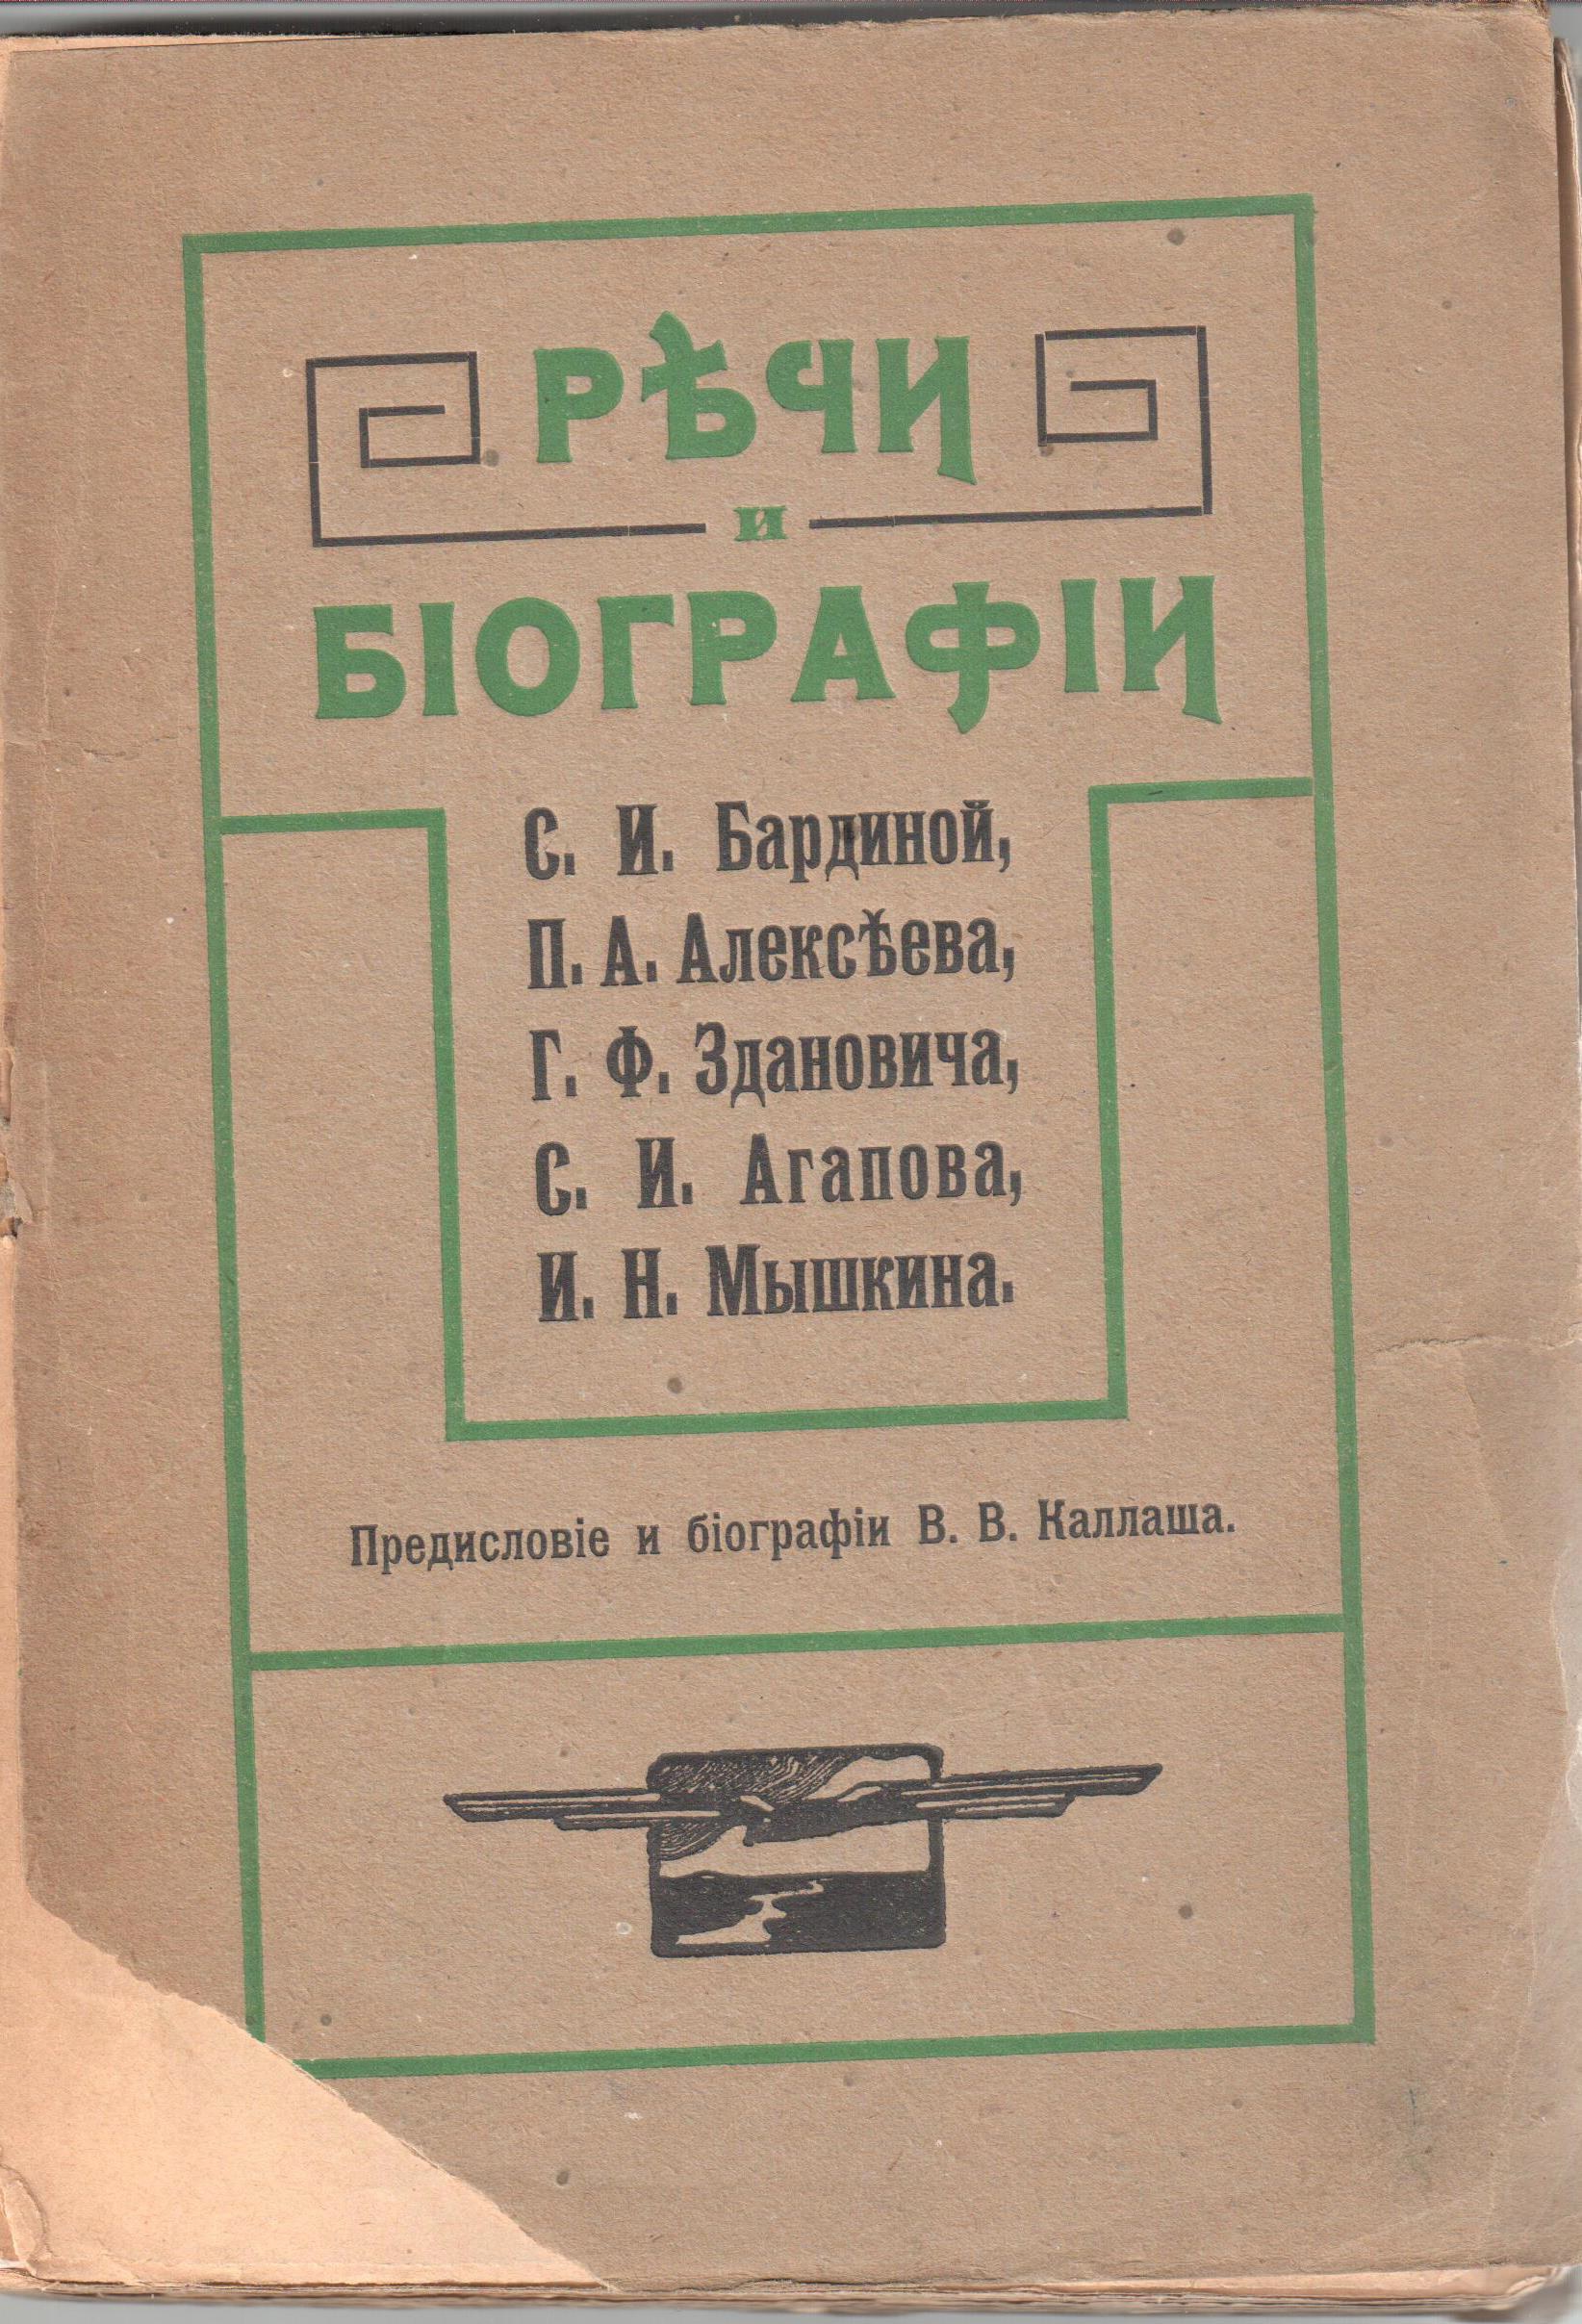 РѢЧИ
и
БІОГРАФІИ
С. И. Бардиной,
П. А. Алексѣева,
Г. Ф. Здановича,
С. И. Агапова,
И. Н. Мышкина.
Предисловіе и біографіи В. В. Каллаша.